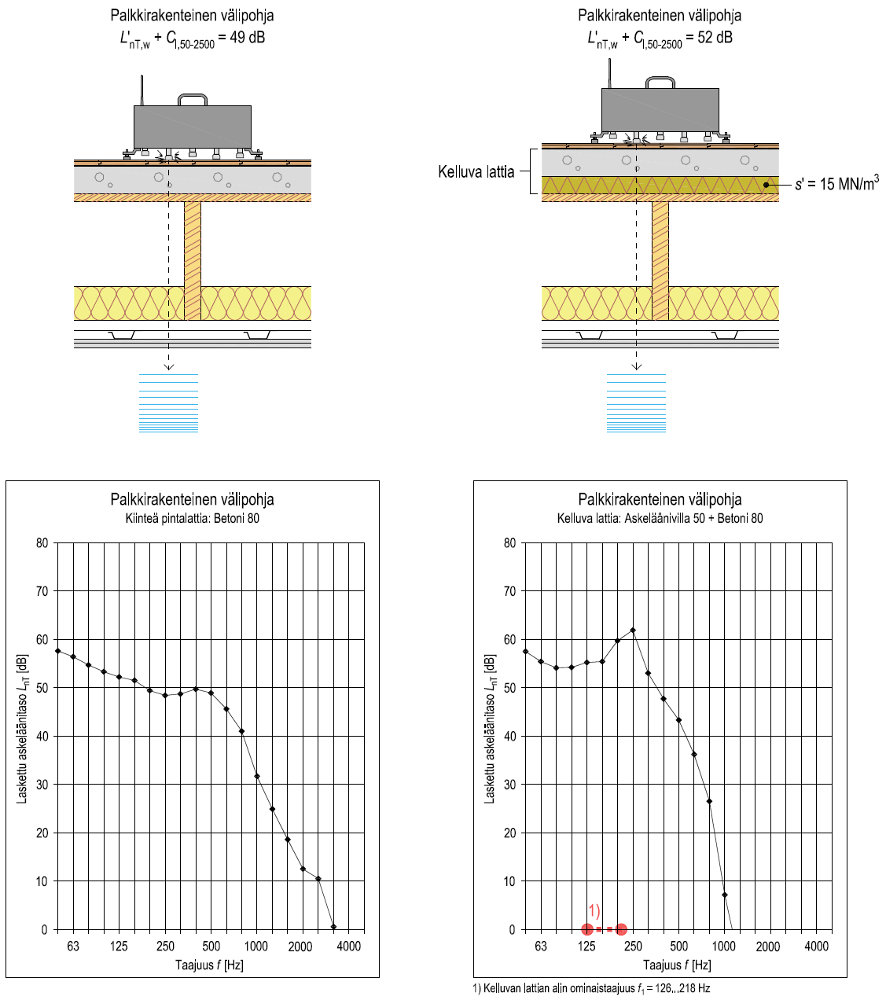 Palkkirakenteinen välipohja
L'nT,w + CI,50-2500 = 49 dB
Palkkirakenteinen välipohja
L'nT,w + CI,50-2500 = 52 dB
Kelluva lattia
s' = 15 MN/m³
Palkkirakenteinen välipohja
Kiinteä pintalattia: Betoni 80
80
70
60
50
40
30
20
10
0
Laskettu askeläänitaso LnT [dB]
63 125 250 500 1000 2000 4000
Taajuus f [Hz]
Palkkirakenteinen välipohja
Kelluva lattia: Askeläänivilla 50 + Betoni 80
80
70
60
50
40
30
20
10
0
Laskettu askeläänitaso LnT [dB]
1)
63 125 250 500 1000 2000 4000
Taajuus f [Hz]
1) Kelluvan lattian alin ominaistaajuus f1 = 126...218 Hz